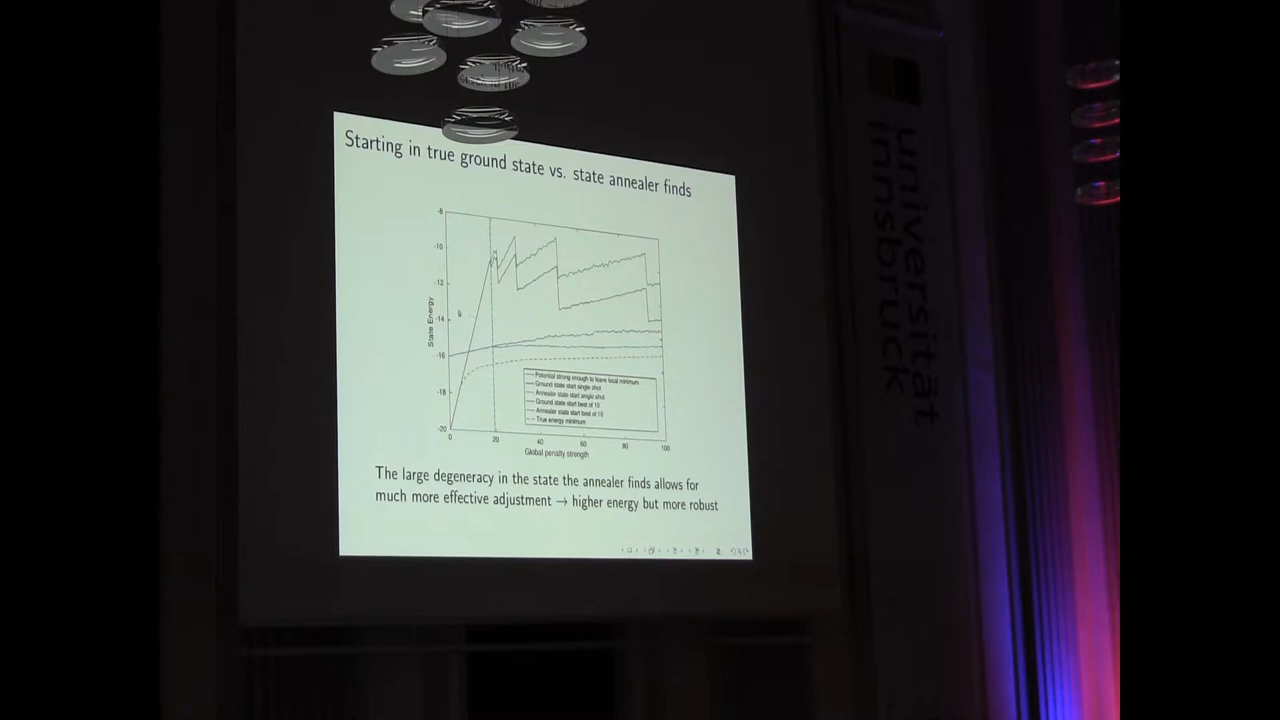 Starting in true ground state vs. state annealer finds
-8
-10
-12
-14
-16
-18
-20
State Energy
0
20
40
60
80
100
Global penalty strength
Potential strong enough to leave local minimum
Ground state start single shot
Annealer state start single shot
Ground state start best of 10
Annealer state start best of 10
True energy minimum
The large degeneracy in the state the annealer finds allows for
much more effective adjustment → higher energy but more robust
universität
innsbruck